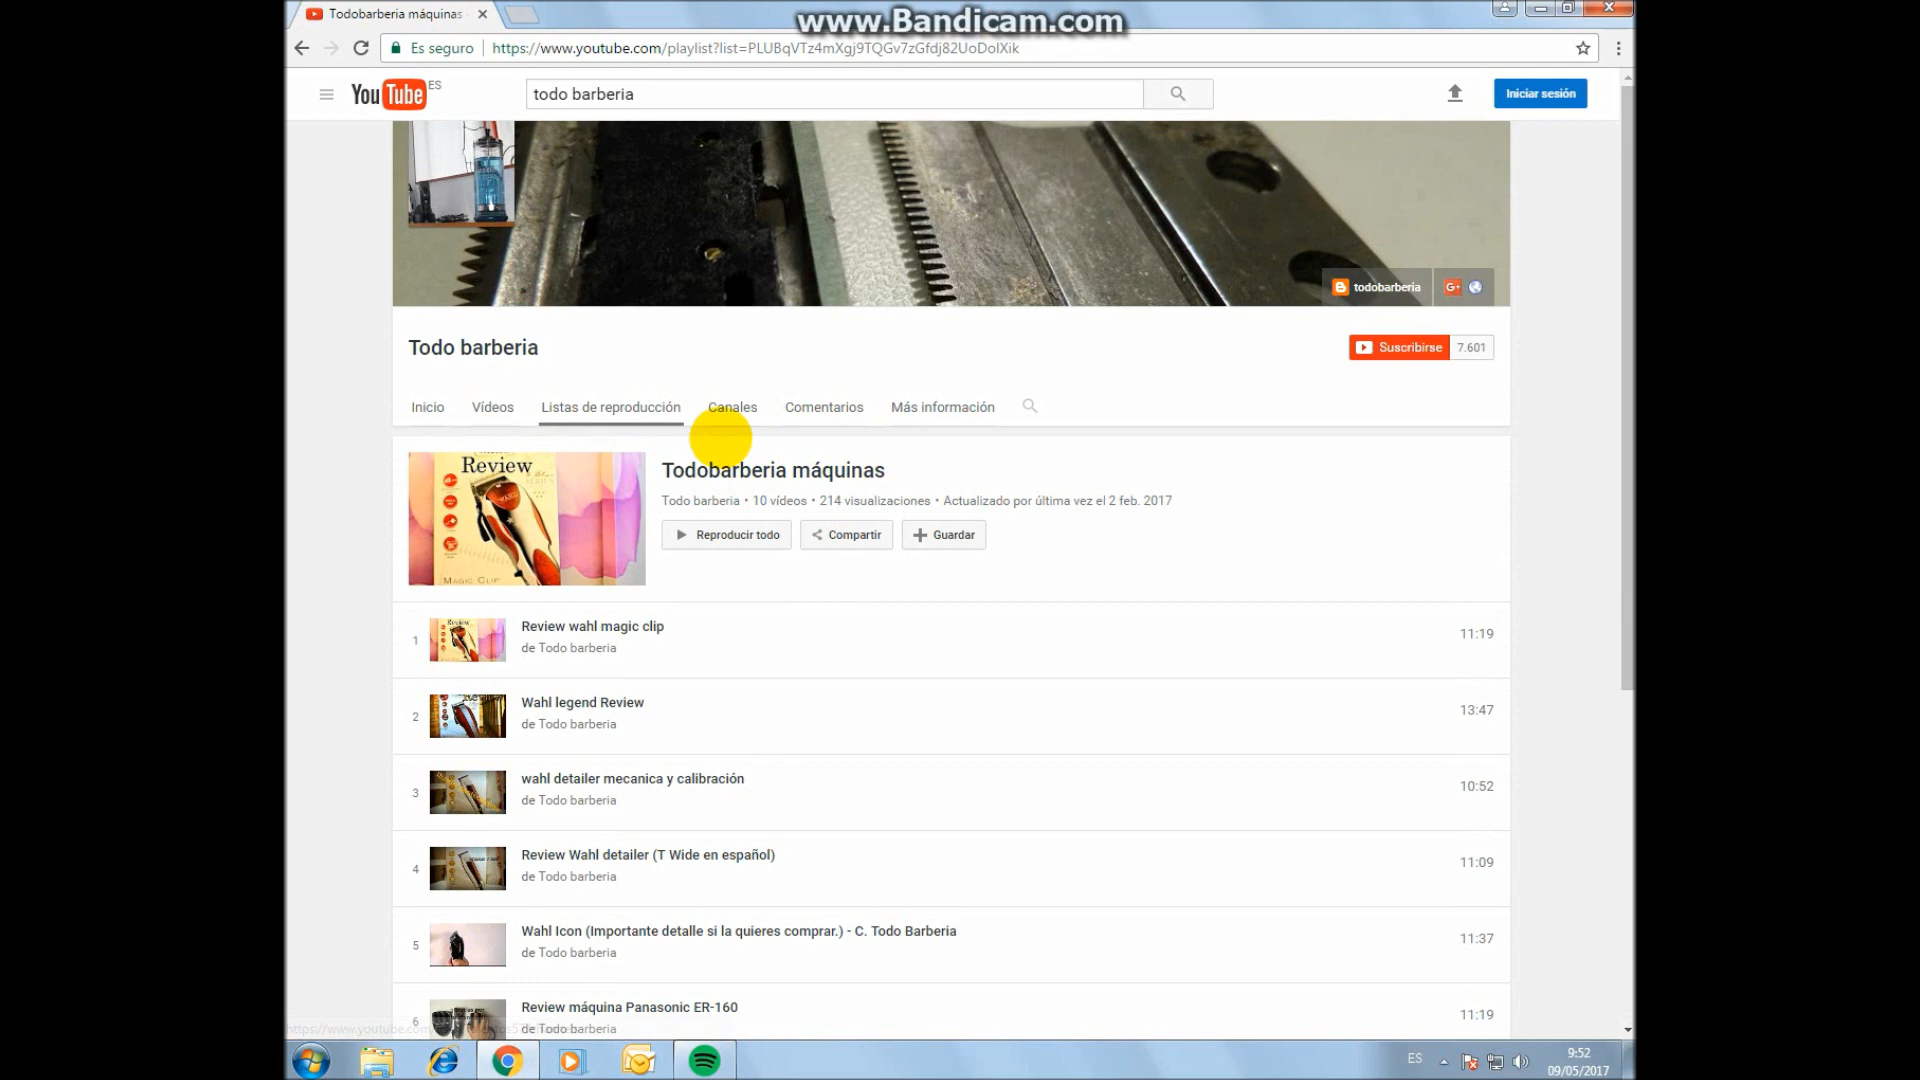 www.Bandicam.com
Todobarberia máquinas
Es seguro
https://www.youtube.com/playlist?list=PLUBqVTz4mXgj9TQGv7zGfdj82UoDolXik
YouTube ES
todo barberia
Iniciar sesión
todobarberia
G+
Todo barberia
Suscribirse 7.601
Inicio Vídeos Listas de reproducción Canales Comentarios Más información
Review
MAGIC CLIP
Todobarberia máquinas
Todo barberia • 10 vídeos • 214 visualizaciones • Actualizado por última vez el 2 feb. 2017
Reproducir todo Compartir Guardar
1 Review wahl magic clip 11:19
de Todo barberia
2 Wahl legend Review 13:47
de Todo barberia
3 wahl detailer mecanica y calibración 10:52
de Todo barberia
4 Review Wahl detailer (T Wide en español) 11:09
de Todo barberia
5 Wahl Icon (Importante detalle si la quieres comprar.) - C. Todo Barberia 11:37
de Todo barberia
6 Review máquina Panasonic ER-160 11:19
de Todo barberia
https://www.youtube.com
ES
9:52
09/05/2017